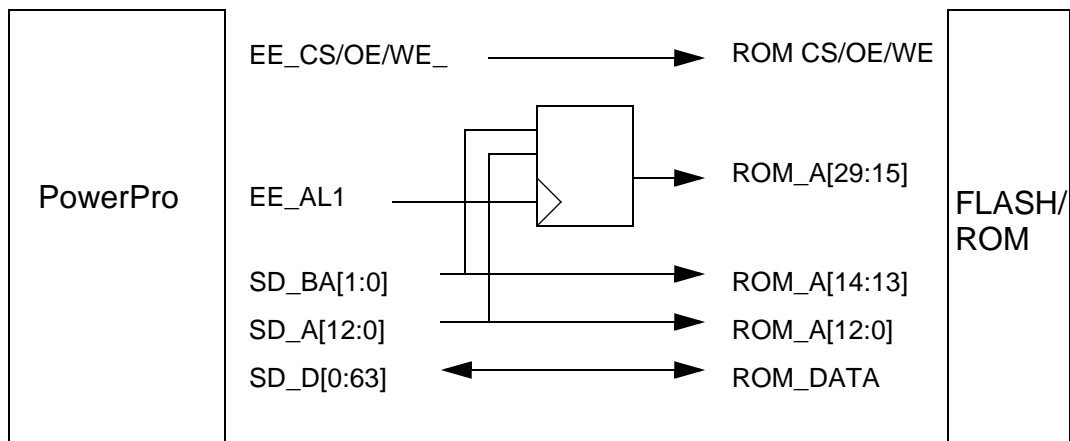 EE_CS/OE/WE_ ROM CS/OE/WE
PowerPro
EE_AL1
ROM_A[29:15]
FLASH/
ROM
SD_BA[1:0] ROM_A[14:13]
SD_A[12:0] ROM_A[12:0]
SD_D[0:63] ROM_DATA